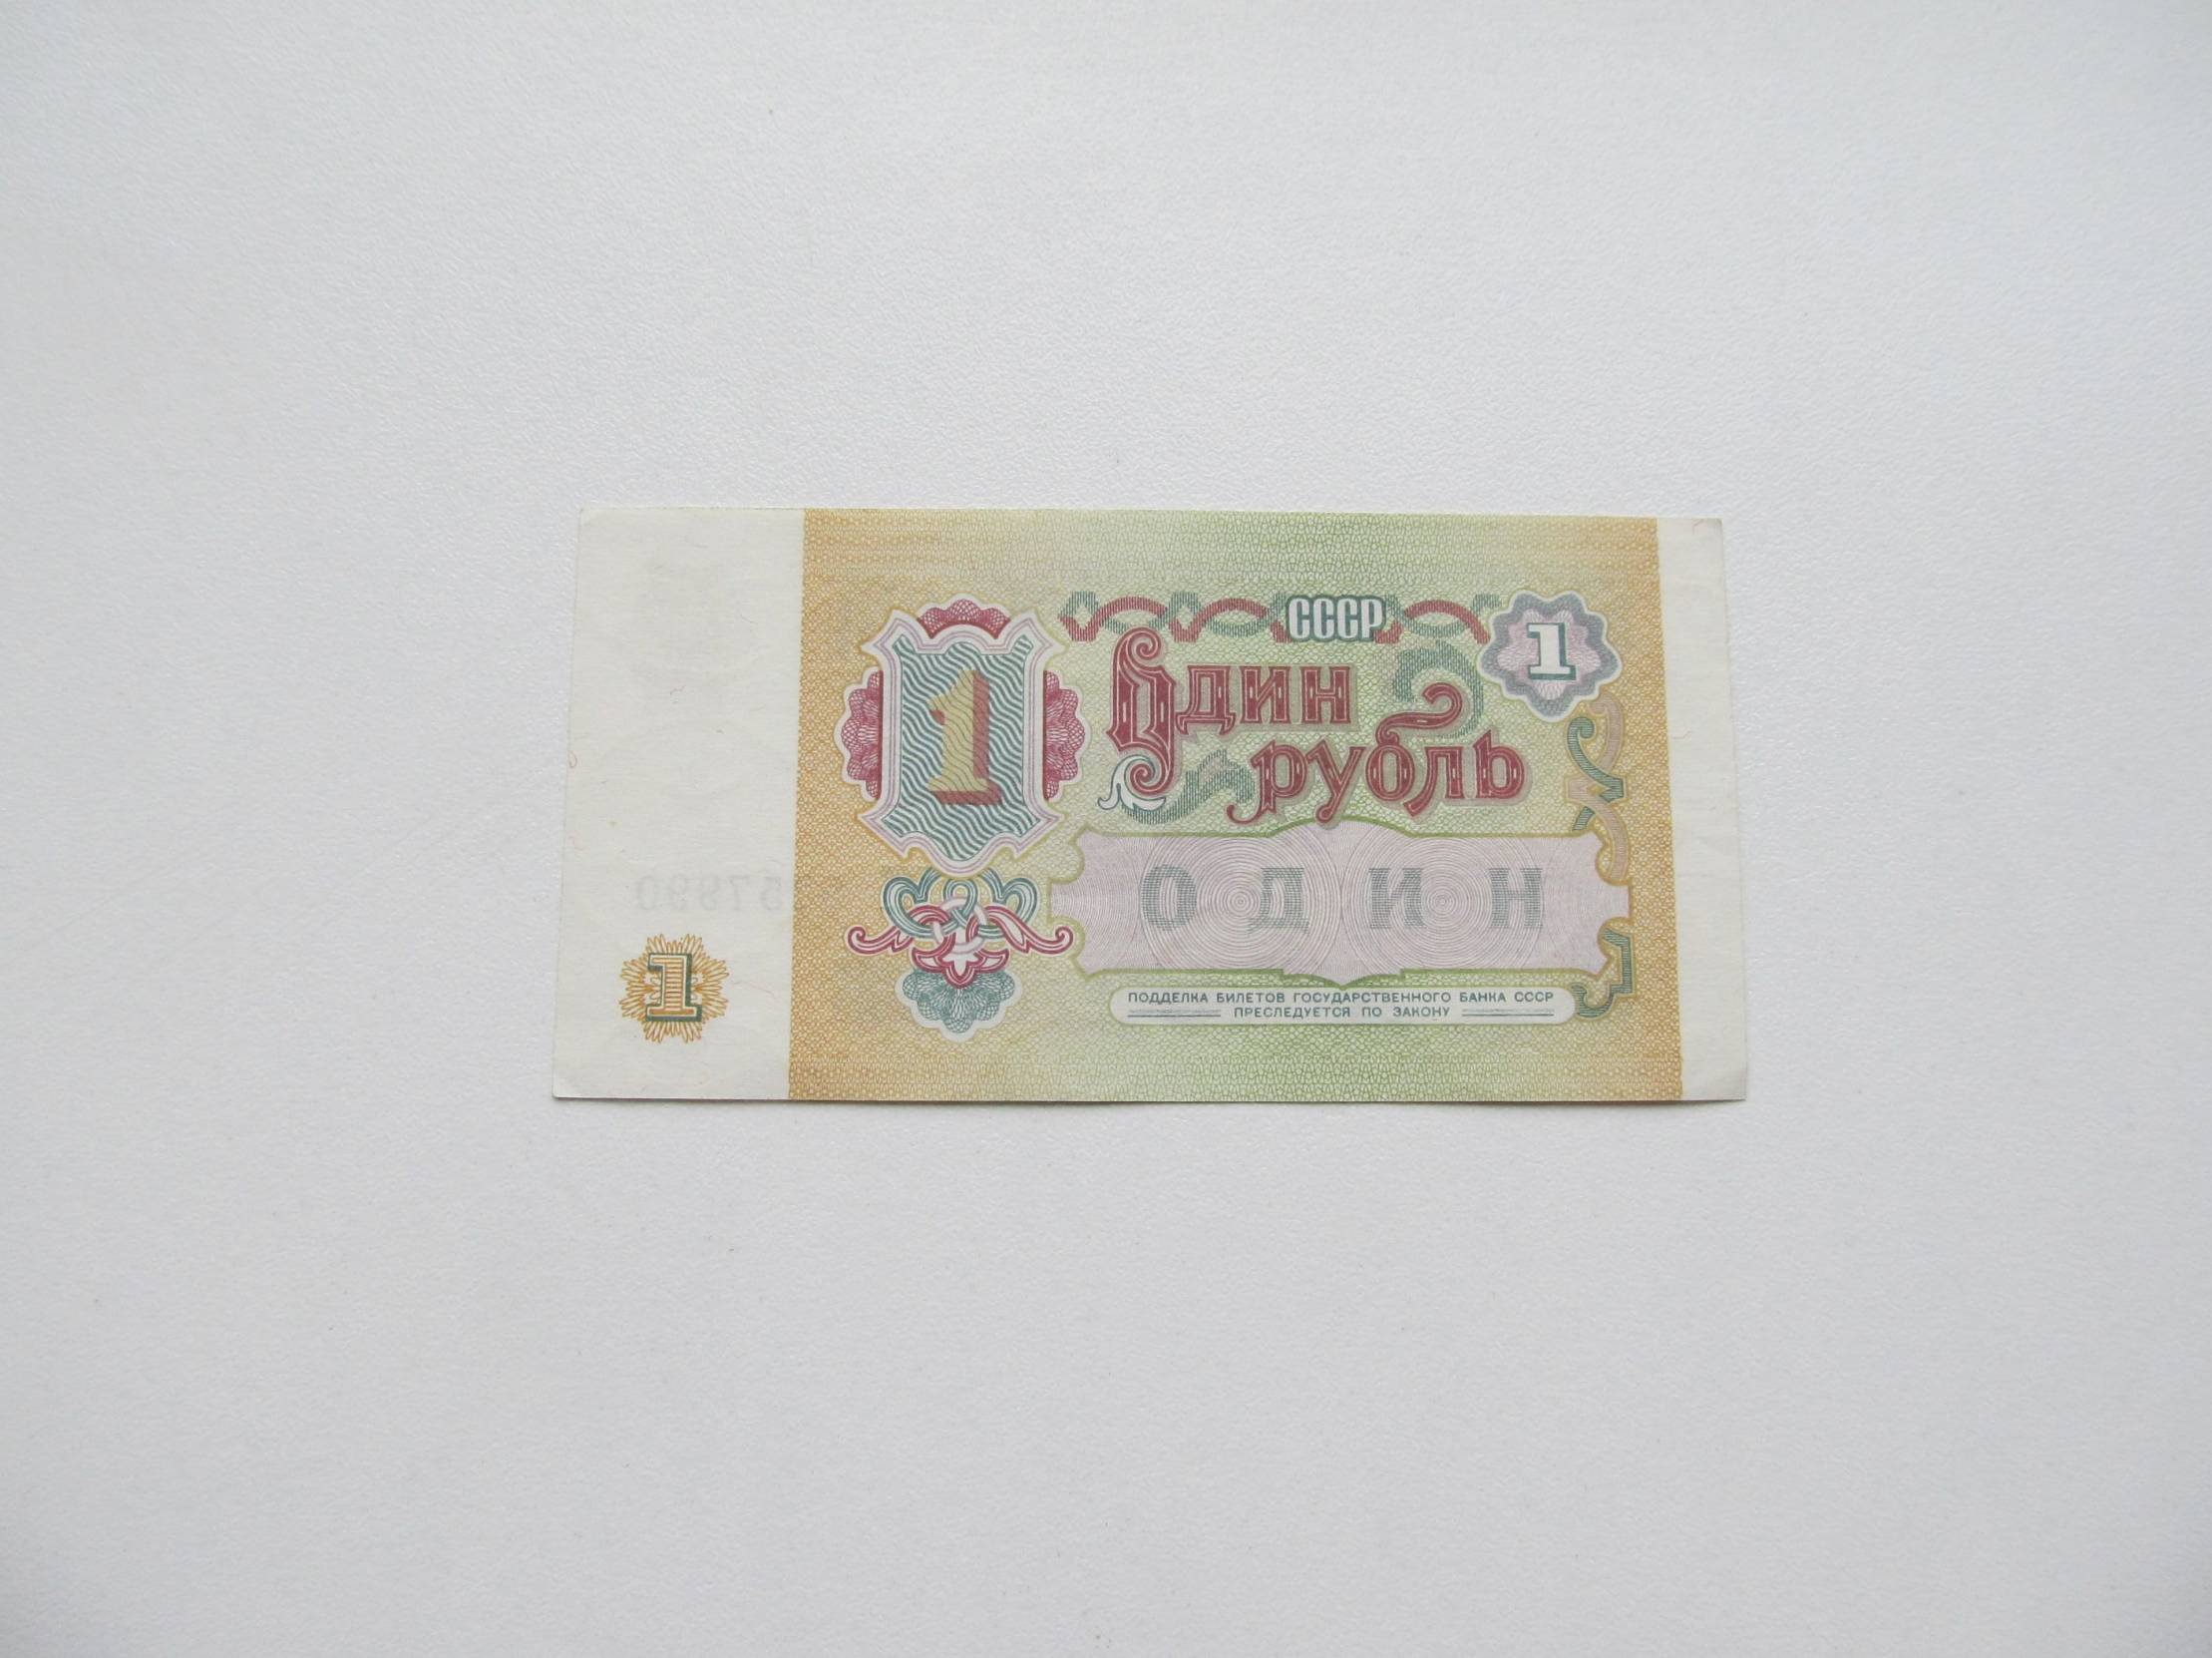 СССР
1
1
Один
рубль
ОДИН
ПОДДЕЛКА БИЛЕТОВ ГОСУДАРСТВЕННОГО БАНКА СССР
ПРЕСЛЕДУЕТСЯ ПО ЗАКОНУ
1